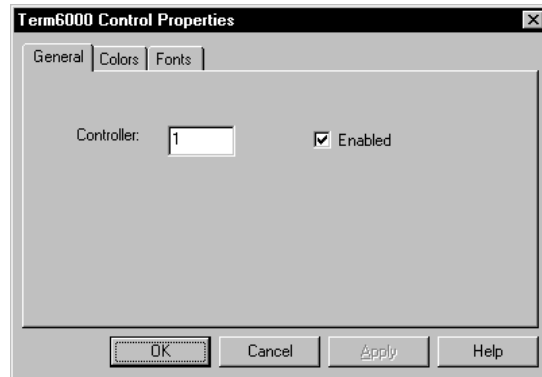 Term6000 Control Properties
General Colors Fonts
Controller: 1 Enabled
OK Cancel Apply Help